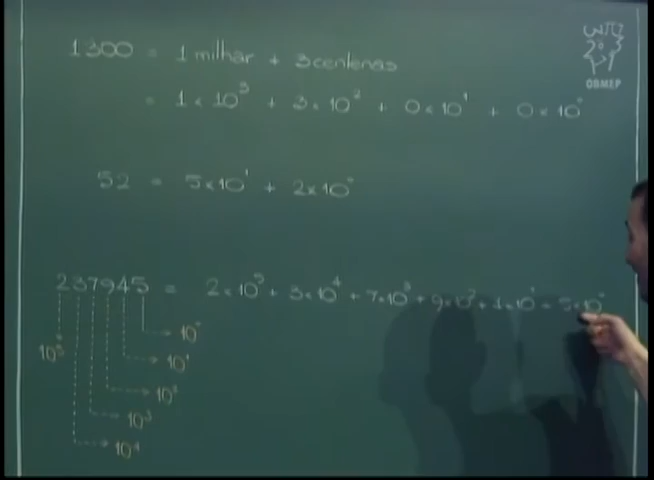 1300 = 1 milhar + 3 centenas
= 1 × 10³ + 3 × 10² + 0 × 10¹ + 0 × 10⁰
OBMEP
52 = 5 × 10¹ + 2 × 10⁰
237945 = 2 × 10⁵ + 3 × 10⁴ + 7 × 10³ + 9 × 10² + 4 × 10¹ + 5 × 10⁰
10⁰
10⁵
10¹
10²
10³
10⁴